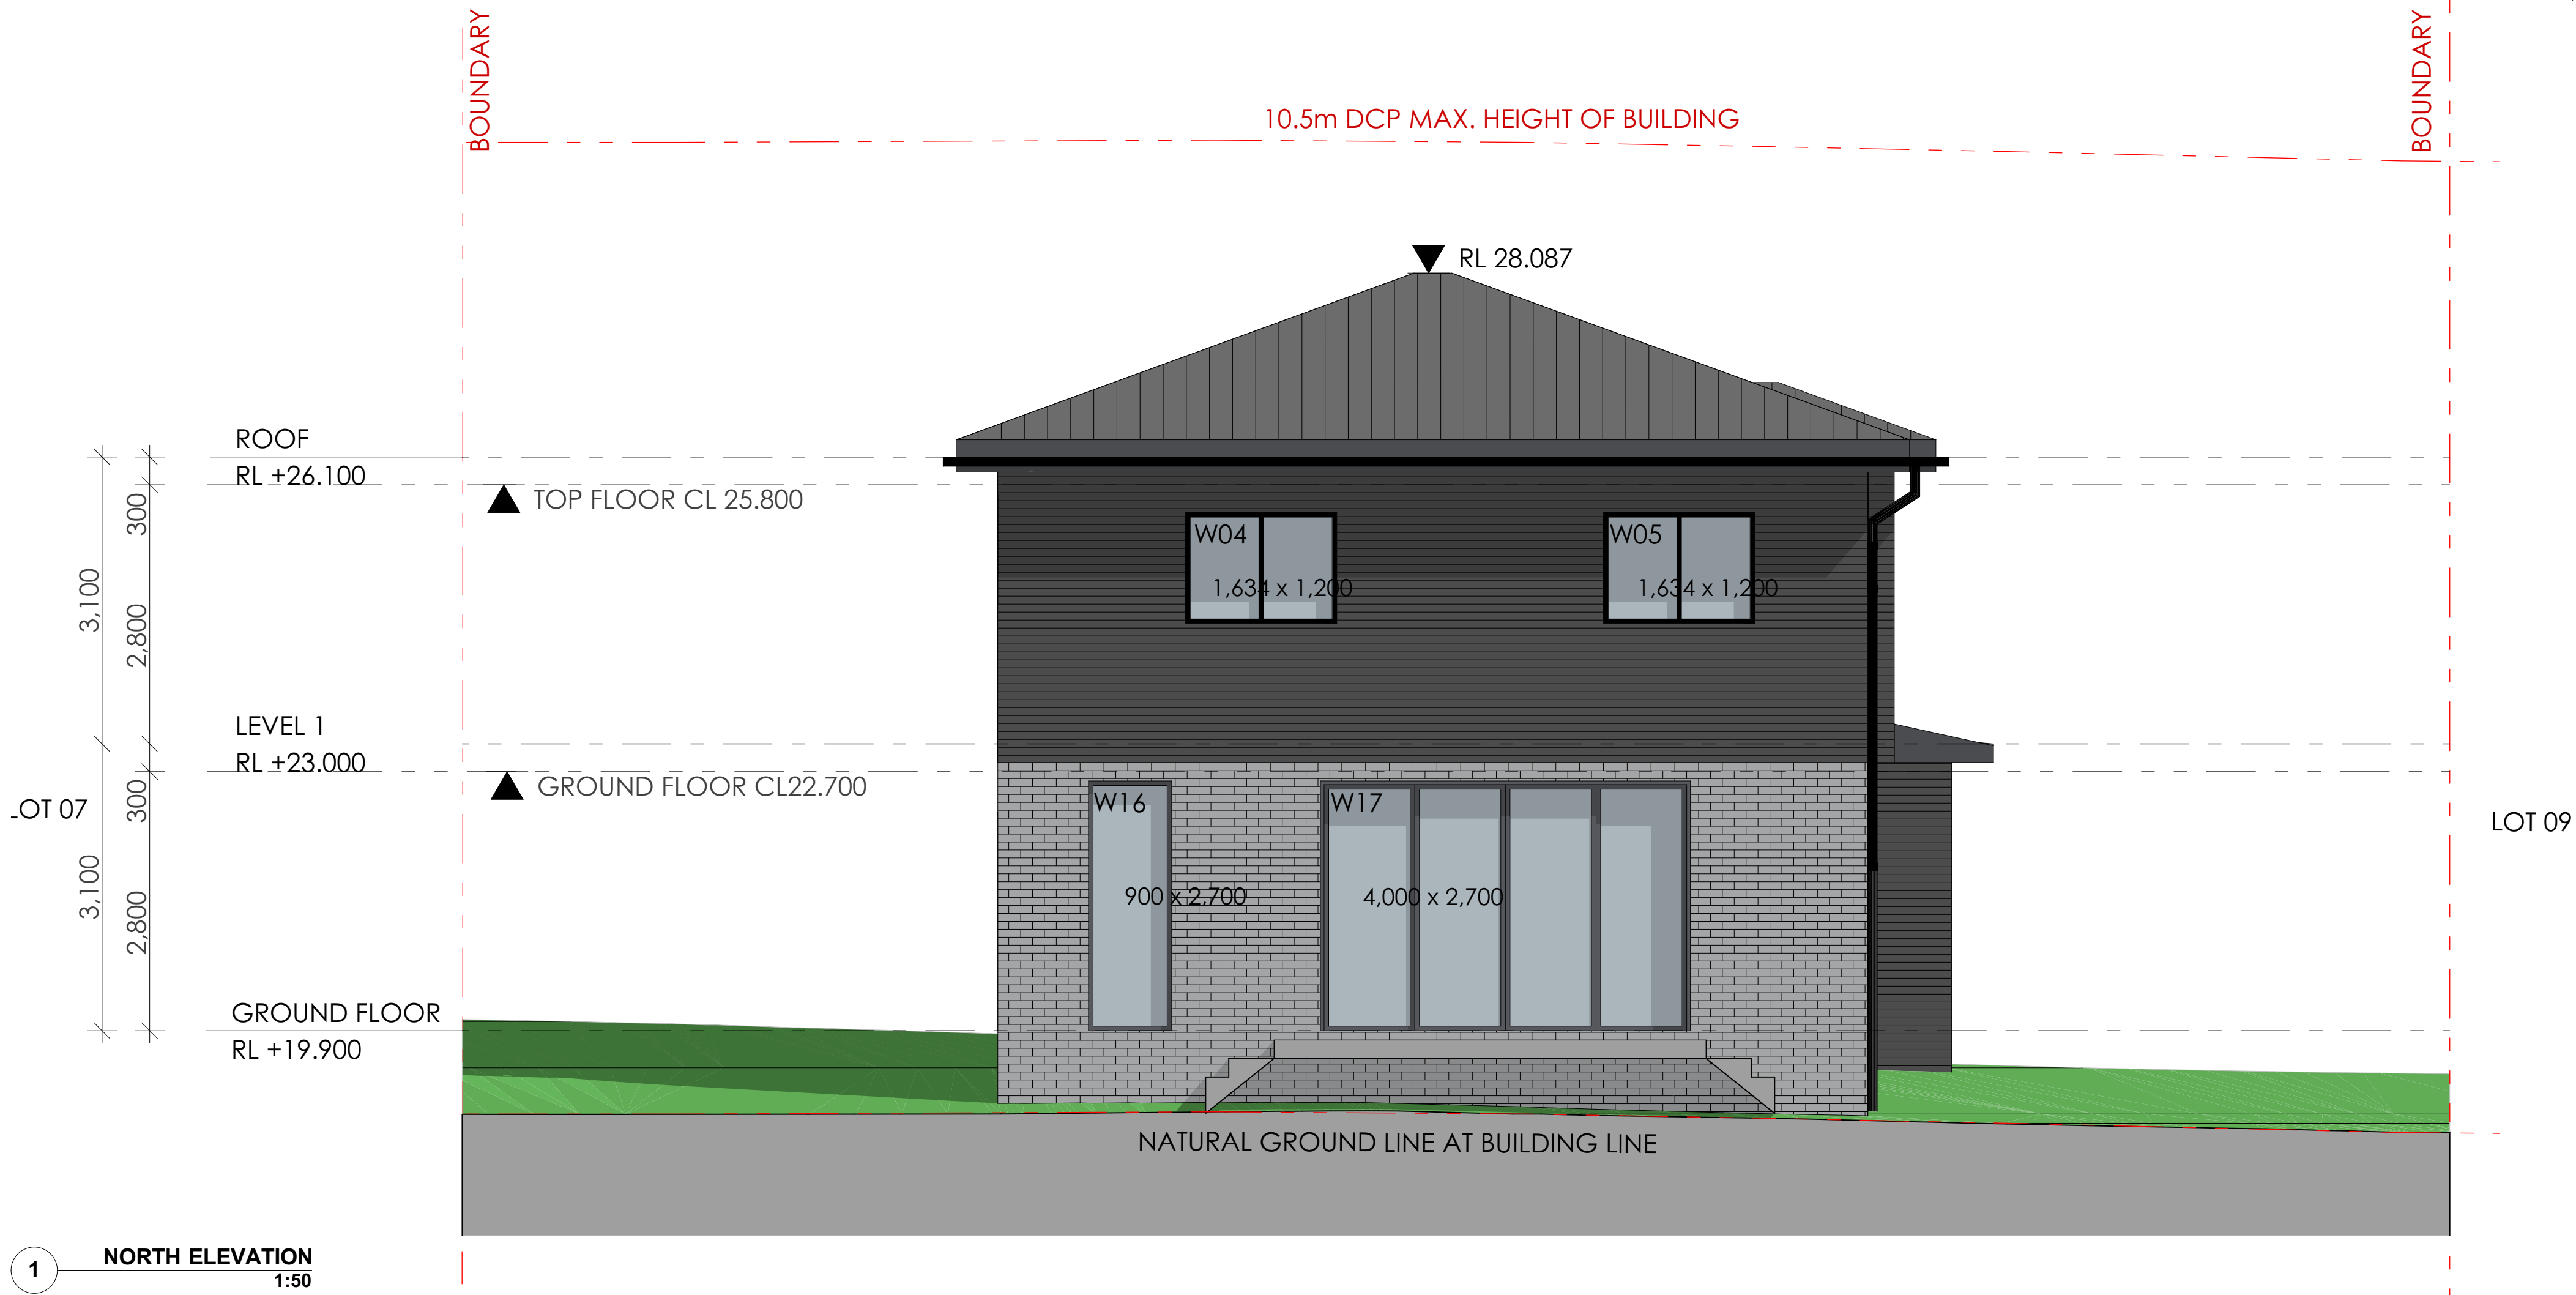 BOUNDARY
BOUNDARY
10.5m DCP MAX. HEIGHT OF BUILDING
RL 28.087
ROOF
RL +26.100
TOP FLOOR CL 25.800
300
W04
W05
1,634 x 1,200
1,634 x 1,200
3,100
2,800
LEVEL 1
RL +23.000
GROUND FLOOR CL22.700
300
W16
W17
LOT 07
LOT 09
3,100
2,800
900 x 2,700
4,000 x 2,700
GROUND FLOOR
RL +19.900
NATURAL GROUND LINE AT BUILDING LINE
1
NORTH ELEVATION
1:50